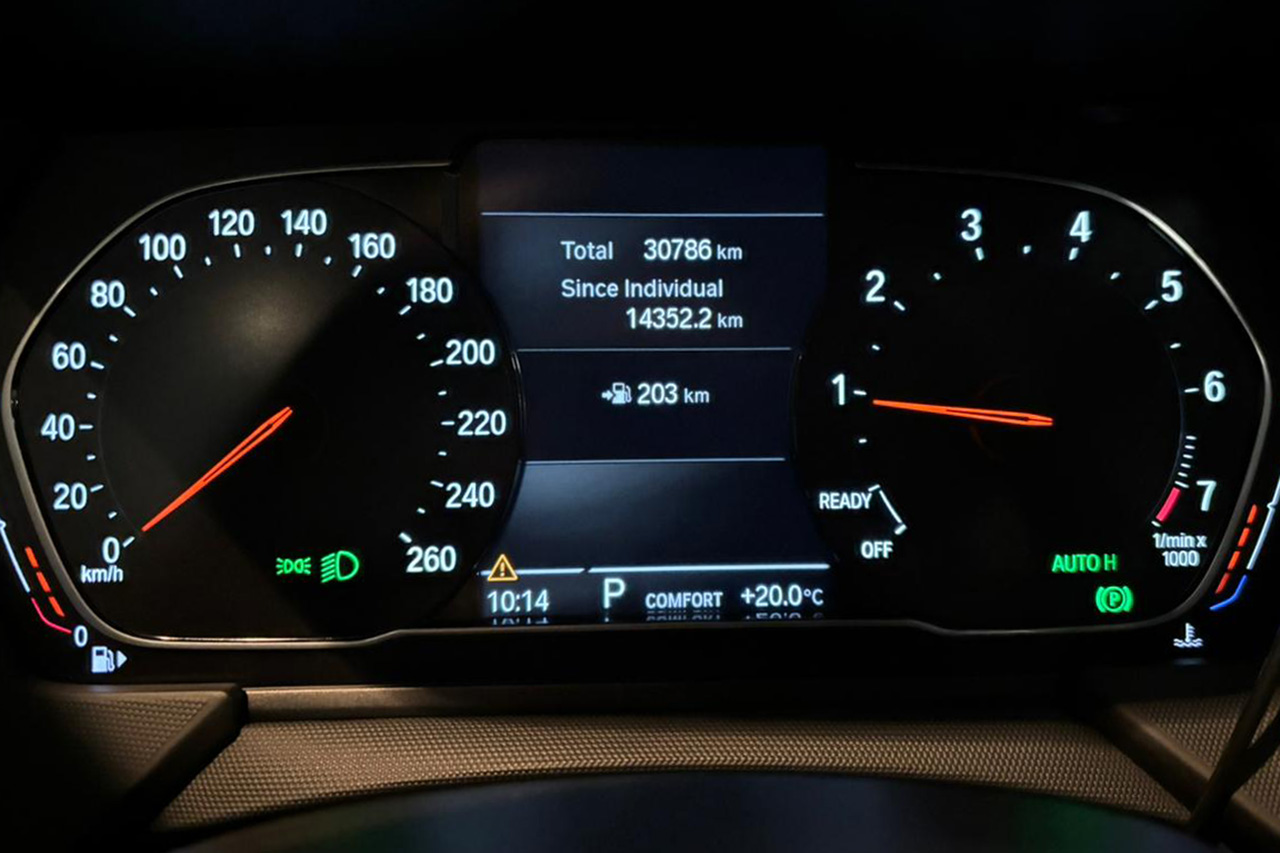 0
20
40
60
80
100
120
140
160
180
200
220
240
260
km/h
Total 30786 km
Since Individual
14352.2 km
203 km
10:14 P COMFORT +20.0°C
1
2
3
4
5
6
7
1/min x
1000
READY
OFF
AUTO H
P
0